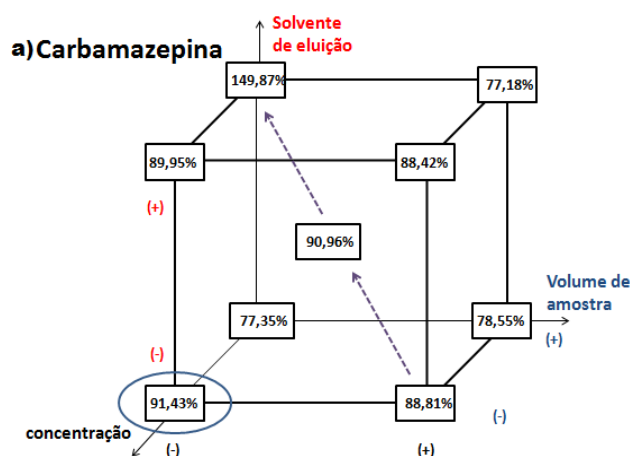 a)Carbamazepina
Solvente
de eluição
149,87%
77,18%
89,95%
88,42%
(+)
90,96%
Volume de
amostra
77,35%
78,55%
(+)
(-)
91,43%
88,81%
(-)
concentração
(-)
(+)